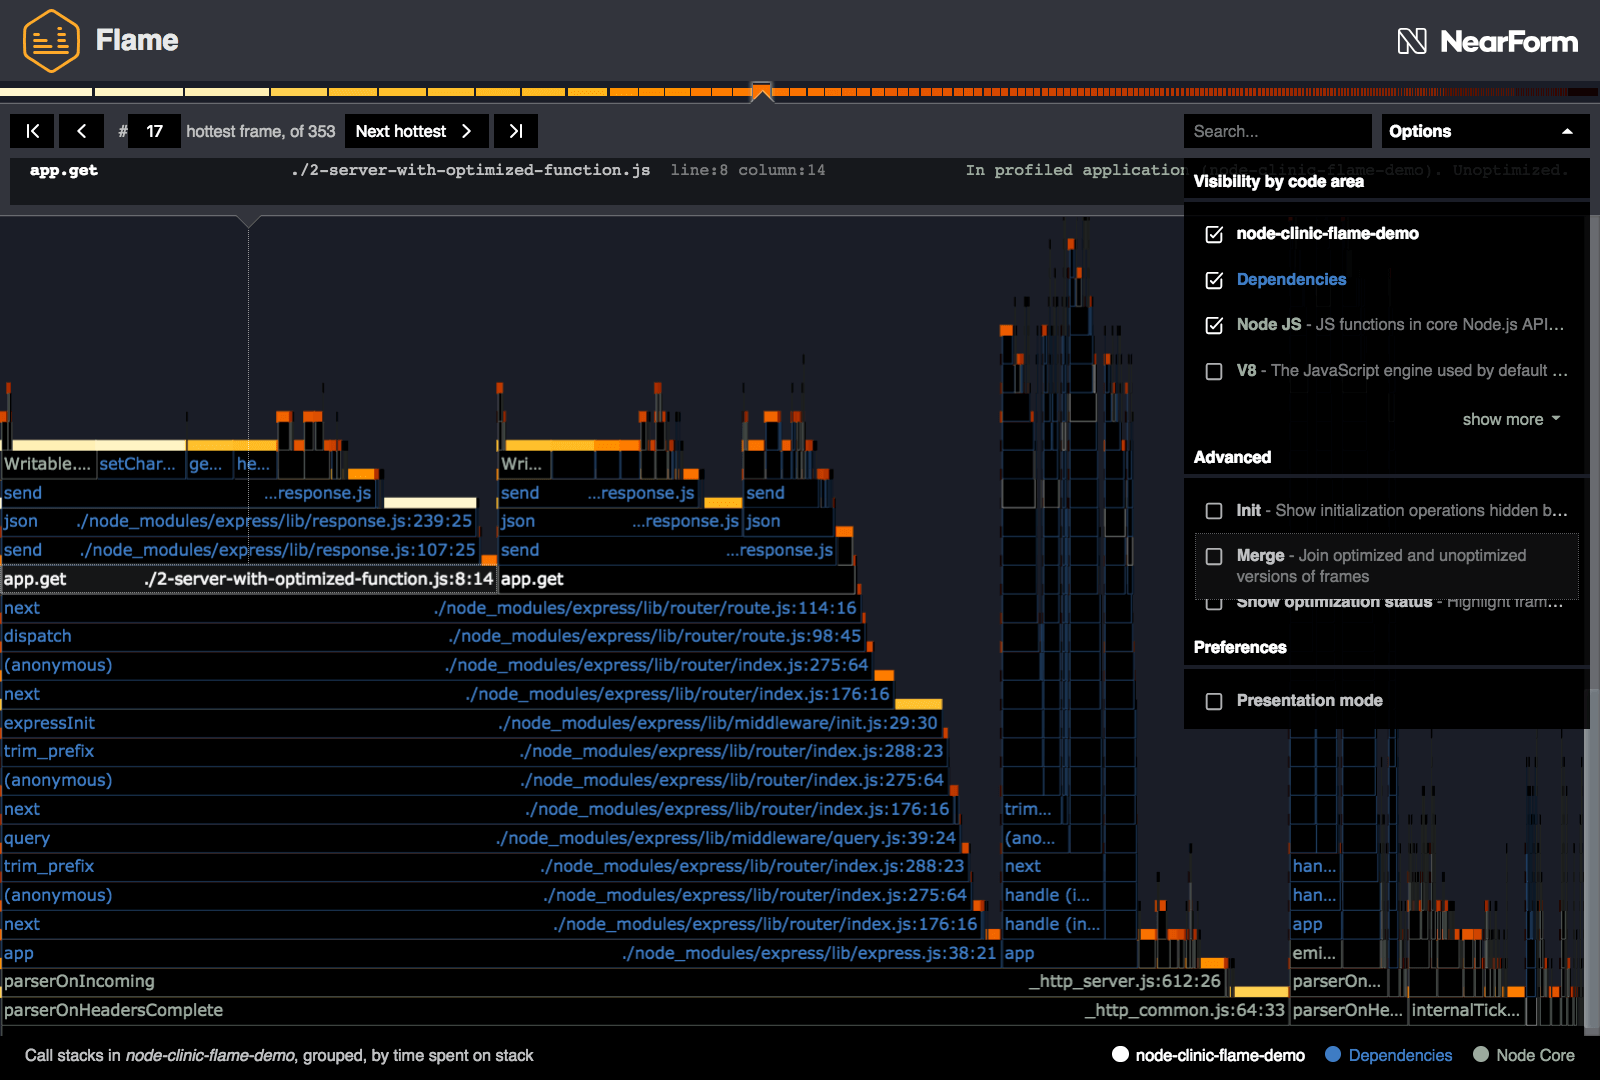 Flame
NearForm
# 17 hottest frame, of 353 Next hottest
Search... Options
app.get ./2-server-with-optimized-function.js line:8 column:14 In profiled application (node-clinic-flame-demo). Unoptimized.
Visibility by code area
node-clinic-flame-demo
Dependencies
Node JS - JS functions in core Node.js API...
V8 - The JavaScript engine used by default ...
show more
Advanced
Init - Show initialization operations hidden b...
Merge - Join optimized and unoptimized
versions of frames
Show optimization status - Highlight fram...
Preferences
Presentation mode
Writable.... setChar... ge... he... Wri...
send ...response.js send ...response.js send
json ./node_modules/express/lib/response.js:239:25 json ...response.js json
send ./node_modules/express/lib/response.js:107:25 send ...response.js
app.get ./2-server-with-optimized-function.js:8:14 app.get
next ./node_modules/express/lib/router/route.js:114:16
dispatch ./node_modules/express/lib/router/route.js:98:45
(anonymous) ./node_modules/express/lib/router/index.js:275:64
next ./node_modules/express/lib/router/index.js:176:16
expressInit ./node_modules/express/lib/middleware/init.js:29:30
trim_prefix ./node_modules/express/lib/router/index.js:288:23
(anonymous) ./node_modules/express/lib/router/index.js:275:64
next ./node_modules/express/lib/router/index.js:176:16 trim...
query ./node_modules/express/lib/middleware/query.js:39:24 (ano...
trim_prefix ./node_modules/express/lib/router/index.js:288:23 next han...
(anonymous) ./node_modules/express/lib/router/index.js:275:64 handle (i... han...
next ./node_modules/express/lib/router/index.js:176:16 handle (in... app
app ./node_modules/express/lib/express.js:38:21 app emi...
parserOnIncoming _http_server.js:612:26 parserOn...
parserOnHeadersComplete _http_common.js:64:33 parserOnHe... internalTick...
Call stacks in node-clinic-flame-demo, grouped, by time spent on stack
node-clinic-flame-demo Dependencies Node Core